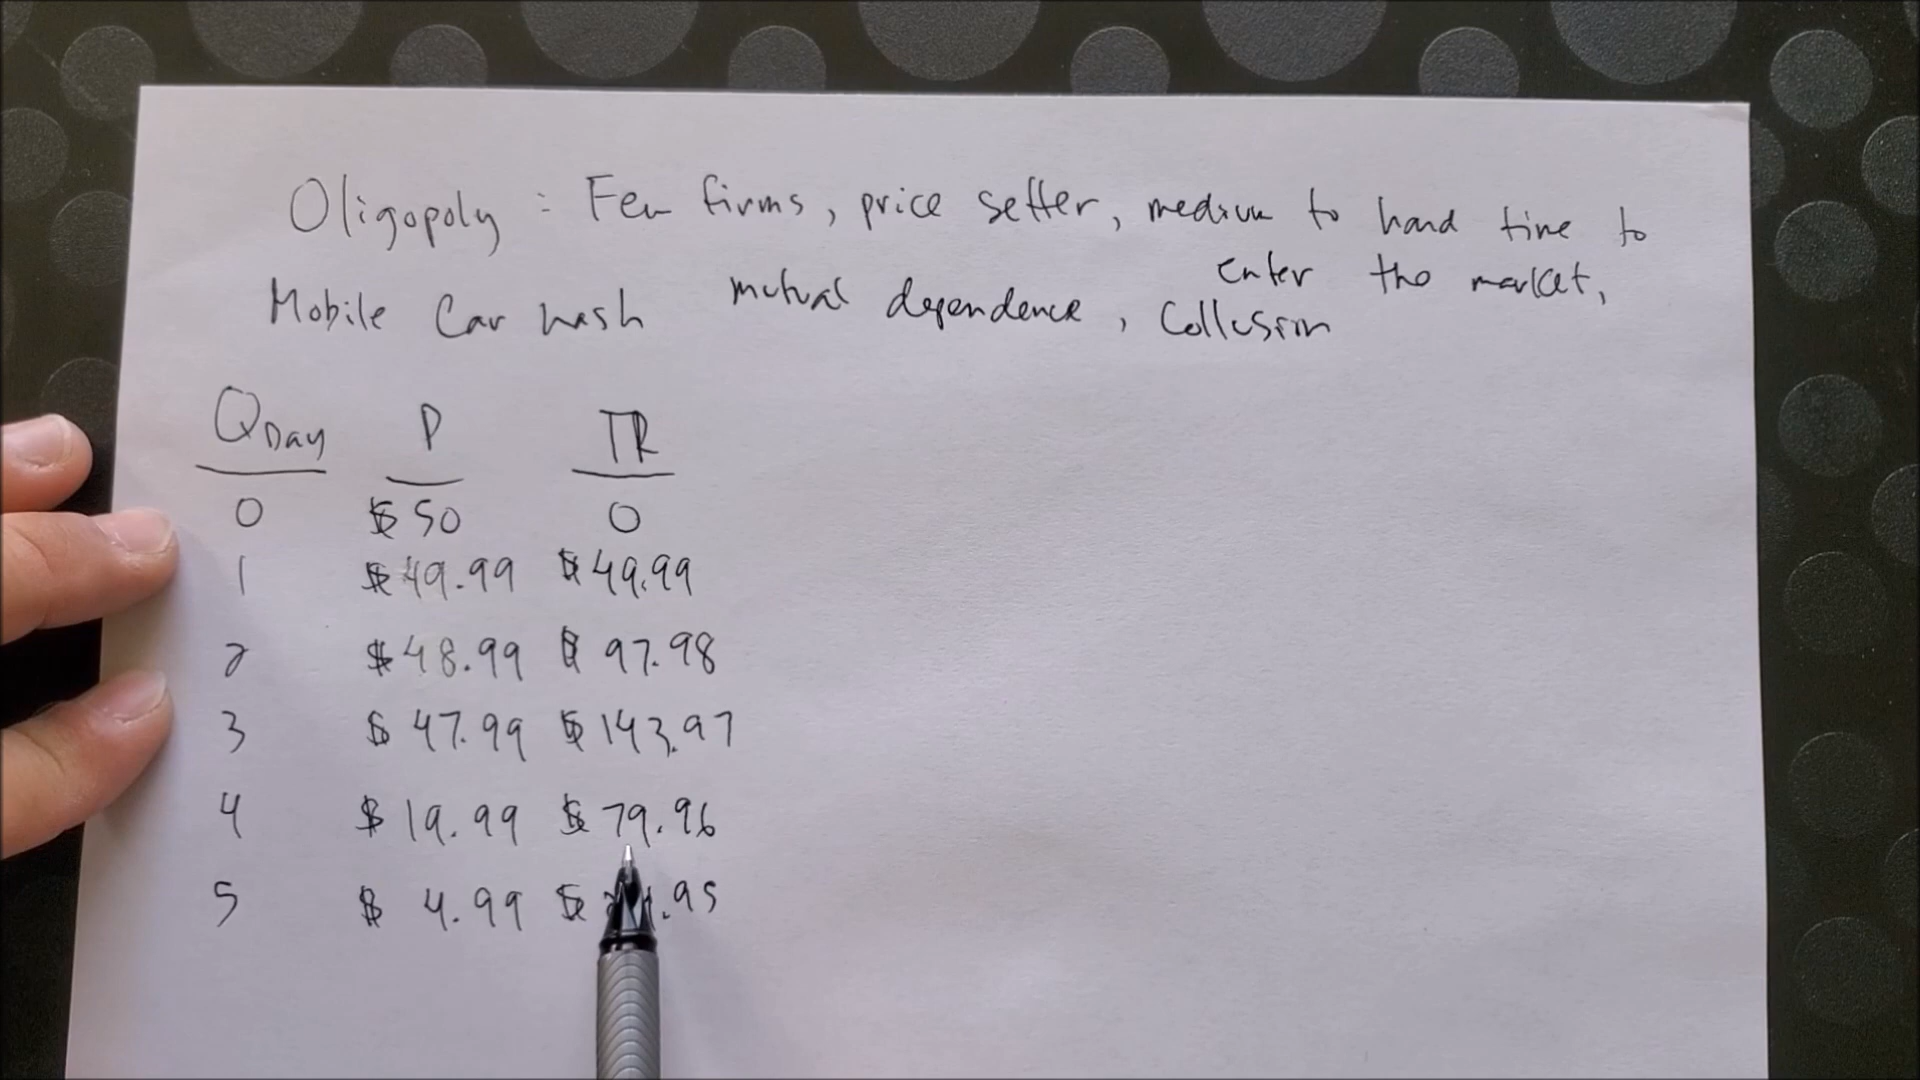 Oligopoly : Few firms, price setter, medium to hard time to
enter the market,
mutual dependence, Collusion
Mobile Car wash
QDay P TR
0 $ 50 0
1 $ 49.99 $ 49.99
2 $ 48.99 $ 97.98
3 $ 47.99 $ 143.97
4 $ 19.99 $ 79.96
5 $ 4.99 $